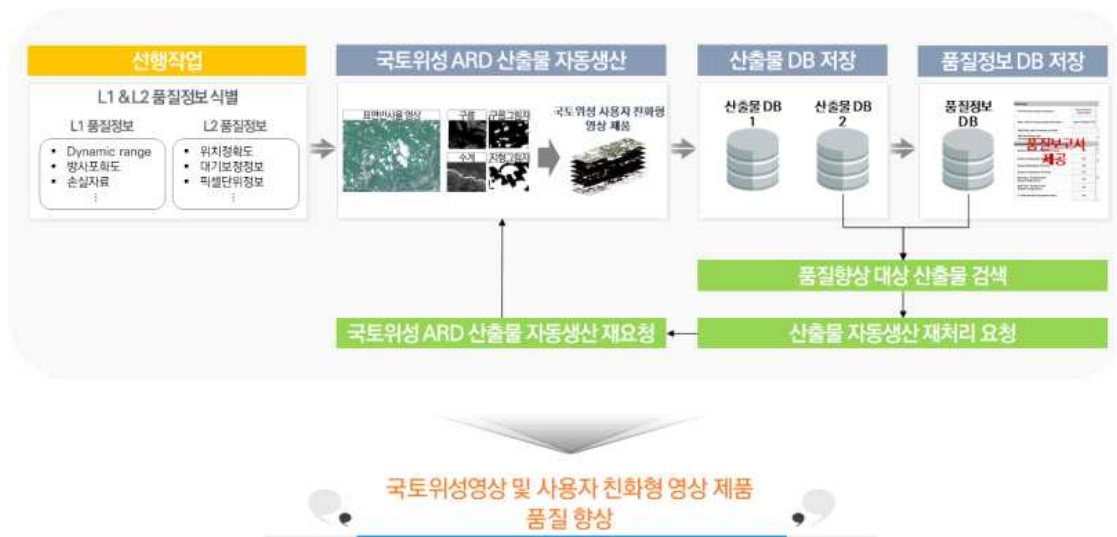 선행작업
L1 & L2 품질정보 식별
L1 품질정보
▪ Dynamic range
▪ 방사포화도
▪ 손실자료
⋮
L2 품질정보
▪ 위치정확도
▪ 대기보정정보
▪ 픽셀단위정보
⋮
국토위성 ARD 산출물 자동생산
표면반사율 영상
구름
구름그림자
수계
지형그림자
국토위성 사용자 친화형
영상 제품
산출물 DB 저장
산출물 DB
1
산출물 DB
2
품질정보 DB 저장
품질정보
DB
품질보고서
제공
품질향상 대상 산출물 검색
국토위성 ARD 산출물 자동생산 재요청
산출물 자동생산 재처리 요청
국토위성영상 및 사용자 친화형 영상 제품
품질 향상